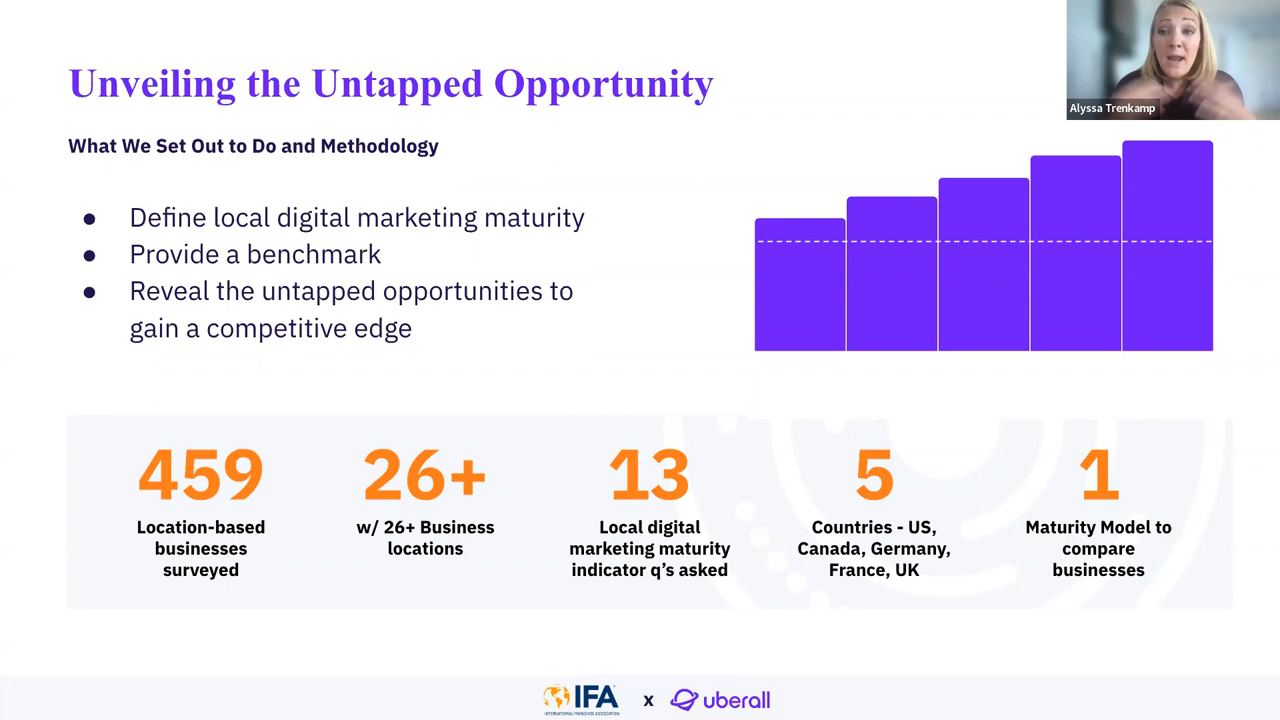 Unveiling the Untapped Opportunity
Alyssa Trenkamp
What We Set Out to Do and Methodology
● Define local digital marketing maturity
● Provide a benchmark
● Reveal the untapped opportunities to
gain a competitive edge
459
Location-based
businesses
surveyed
26+
w/ 26+ Business
locations
13
Local digital
marketing maturity
indicator q's asked
5
Countries - US,
Canada, Germany,
France, UK
1
Maturity Model to
compare
businesses
IFA
INTERNATIONAL FRANCHISE ASSOCIATION
x
uberall